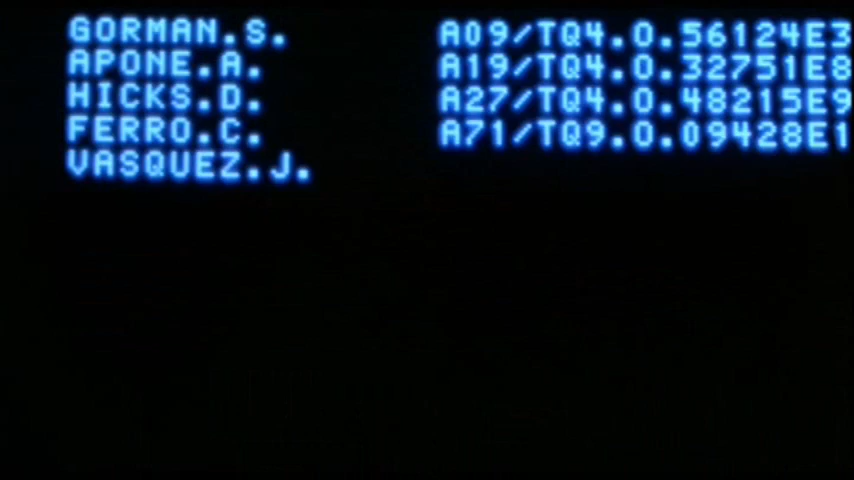 GORMAN.S. A09/TQ4.0.56124E3
APONE.A. A19/TQ4.0.32751E8
HICKS.D. A27/TQ4.0.48215E9
FERRO.C. A71/TQ9.0.09428E1
VASQUEZ.J.